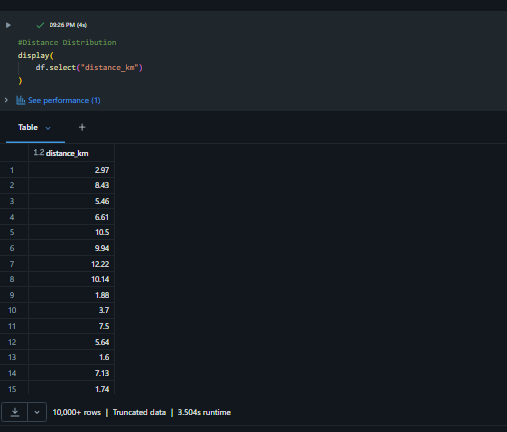 09:26 PM (4s)
#Distance Distribution
display(
df.select("distance_km")
)
See performance (1)
Table
+
1.2 distance_km
1 2.97
2 8.43
3 5.46
4 6.61
5 10.5
6 9.94
7 12.22
8 10.14
9 1.88
10 3.7
11 7.5
12 5.64
13 1.6
14 7.13
15 1.74
10,000+ rows | Truncated data | 3.504s runtime